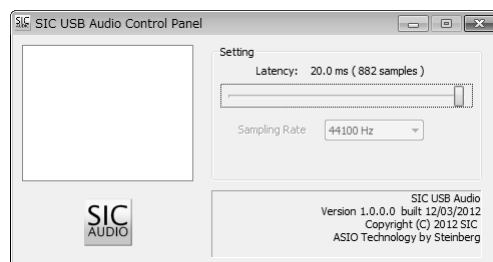 SIC USB Audio Control Panel
Setting
Latency: 20.0 ms ( 882 samples )
Sampling Rate 44100 Hz
SIC
AUDIO
SIC USB Audio
Version 1.0.0.0 built 12/03/2012
Copyright (C) 2012 SIC
ASIO Technology by Steinberg